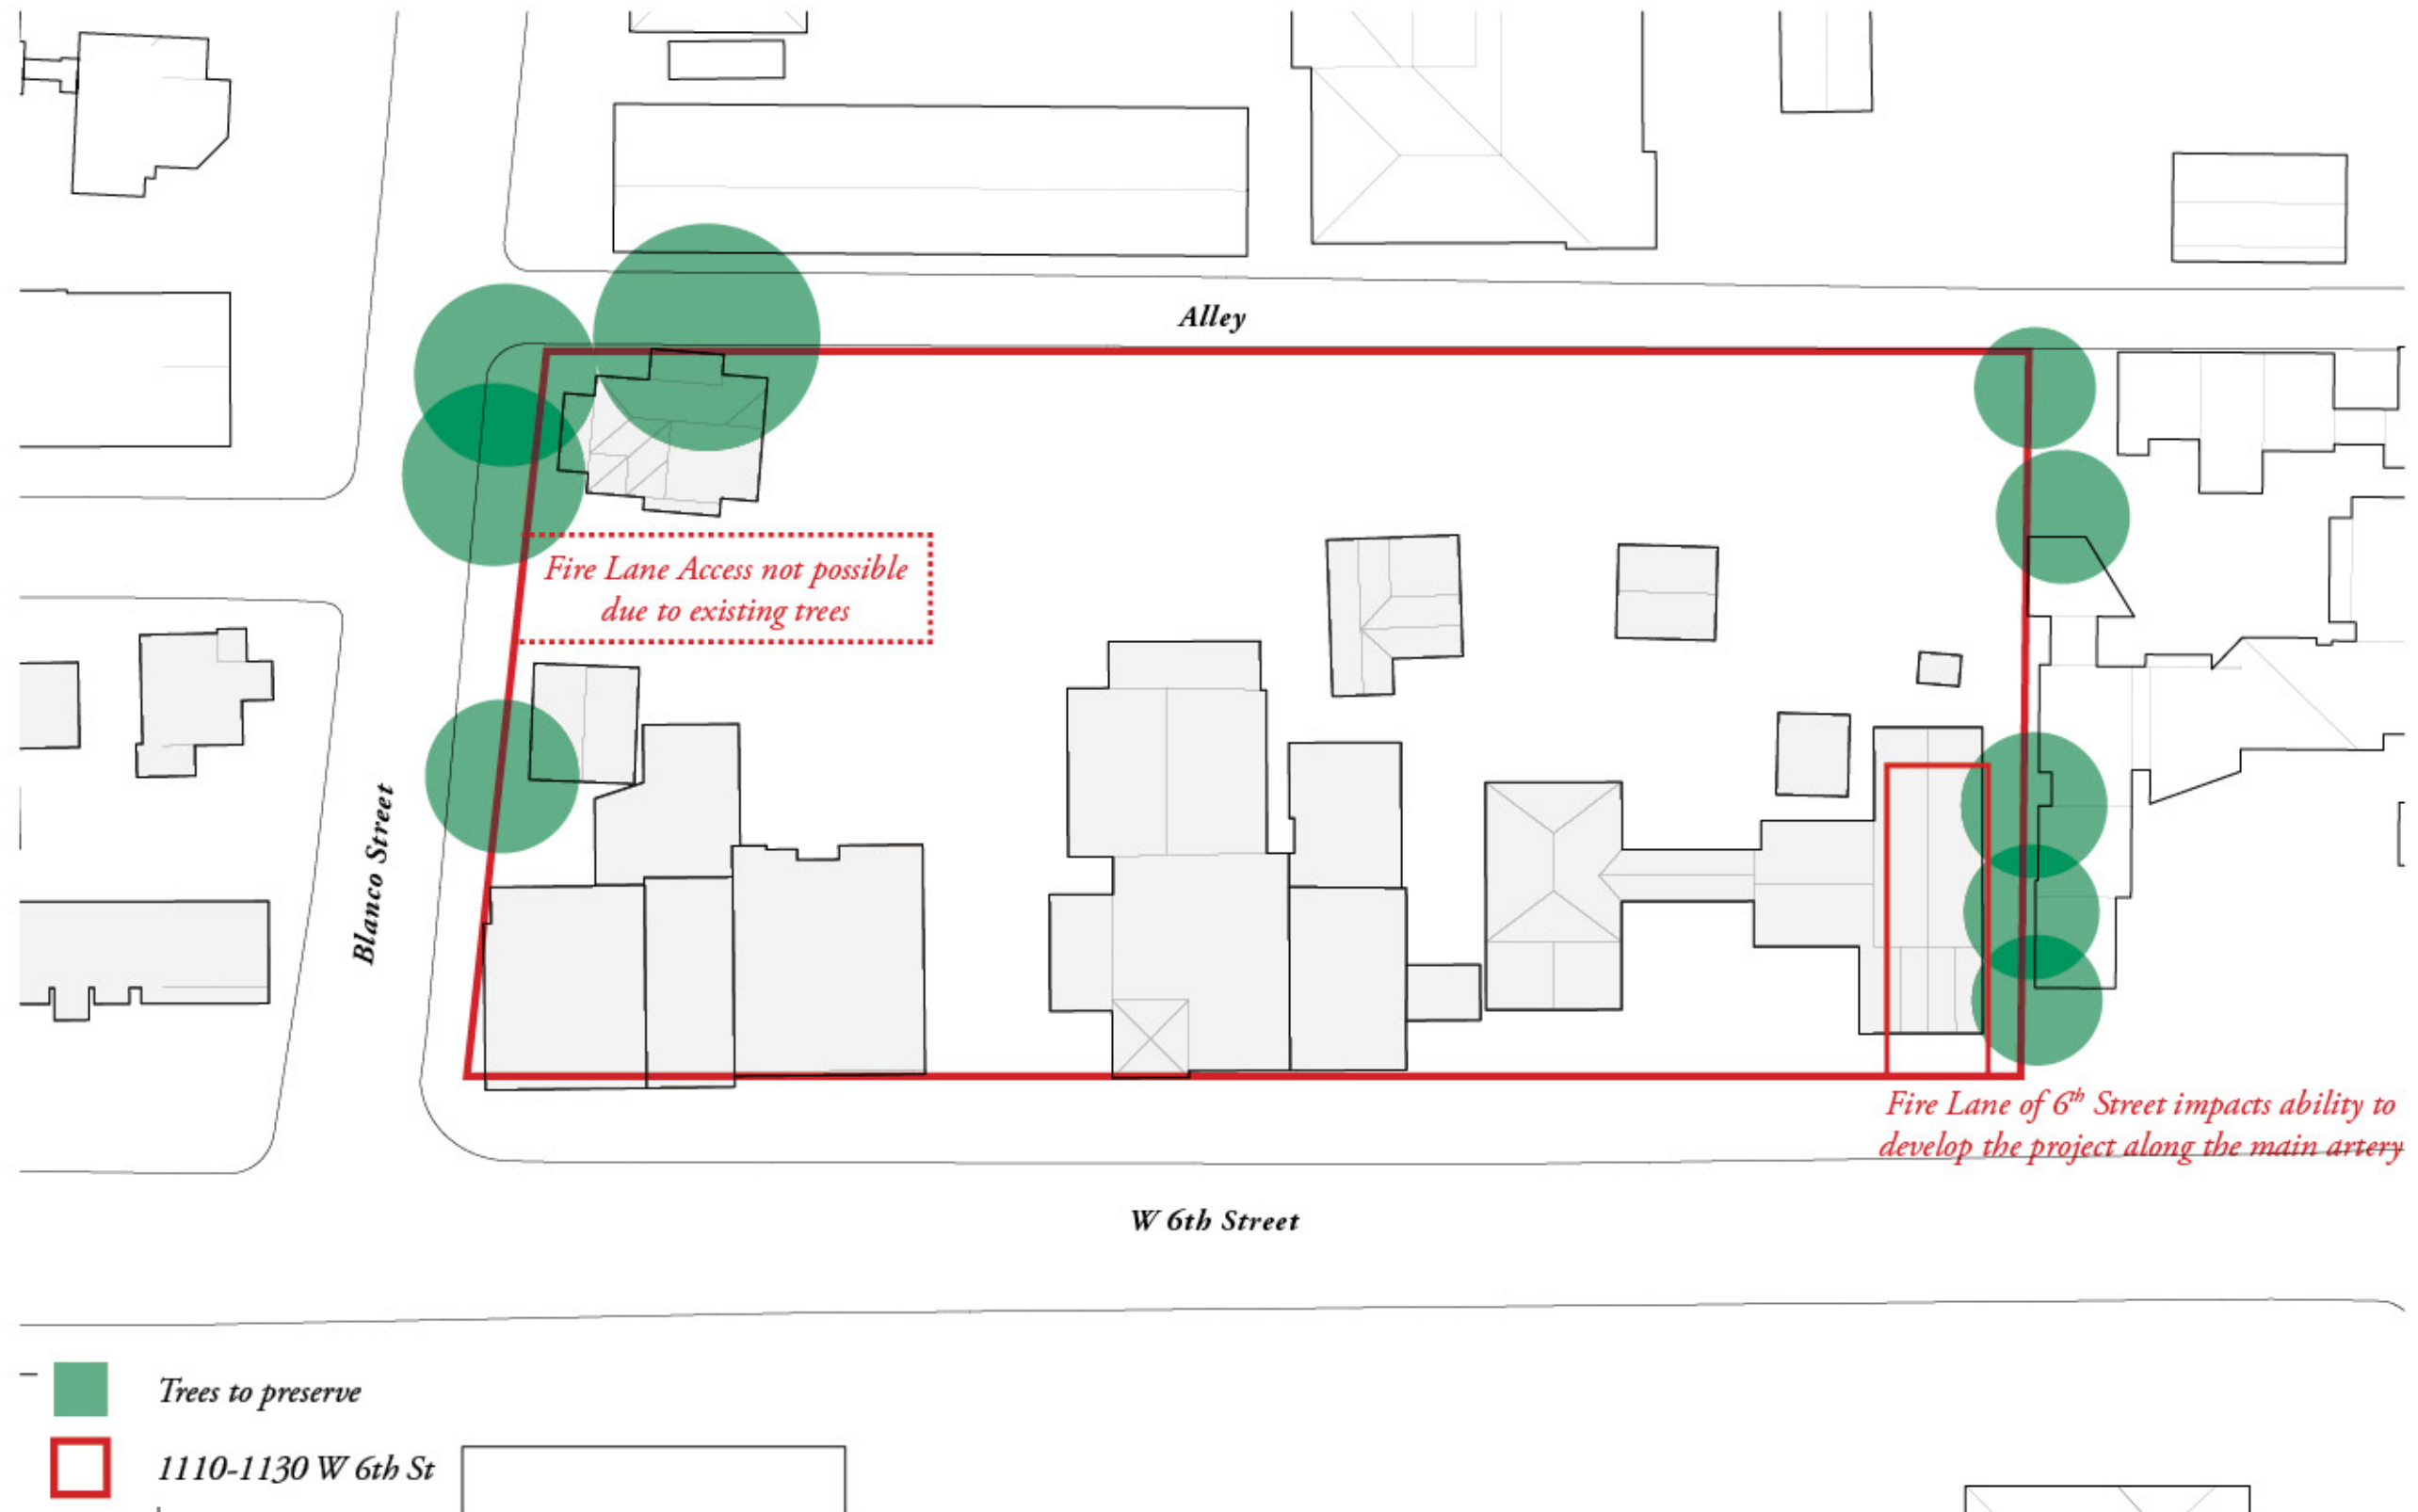 Alley
Fire Lane Access not possible
due to existing trees
Blanco Street
Fire Lane of 6th Street impacts ability to
develop the project along the main artery
W 6th Street
Trees to preserve
1110-1130 W 6th St